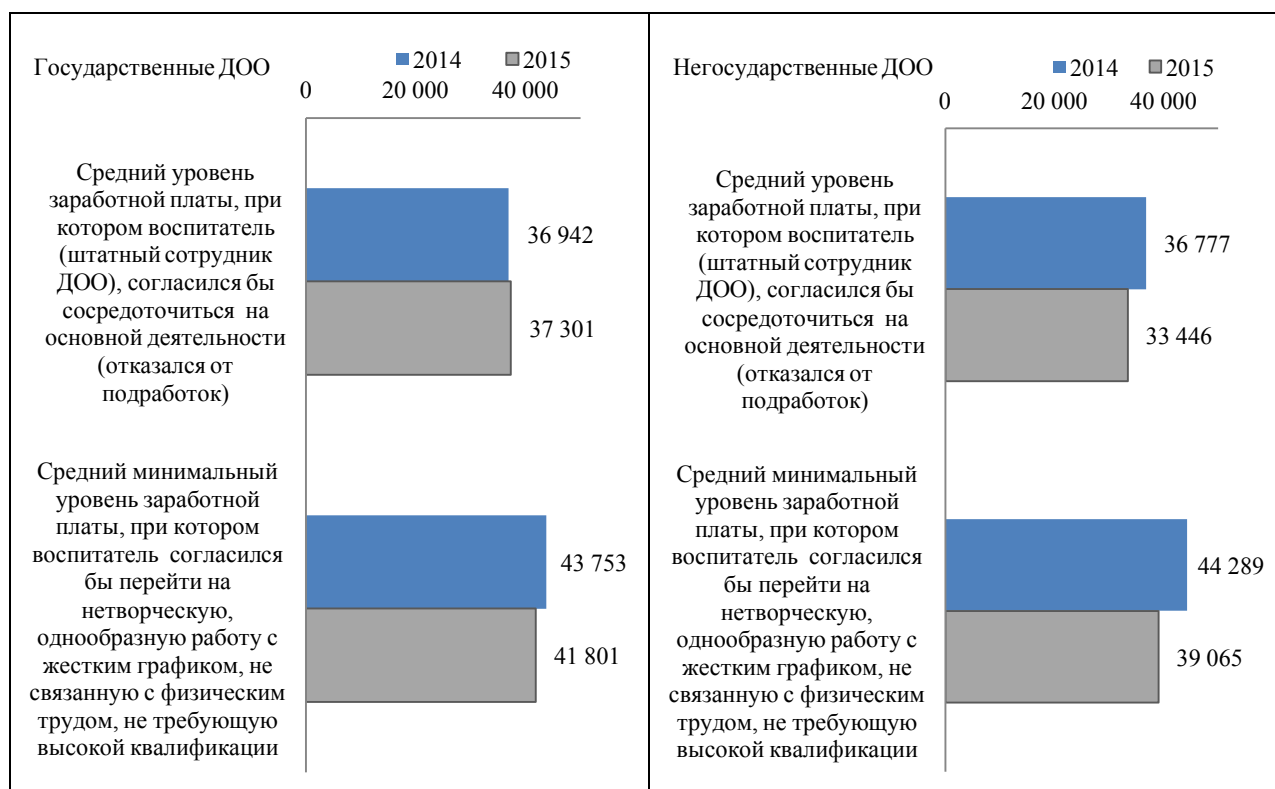 Государственные ДОО
2014 2015
0 20 000 40 000
Средний уровень
заработной платы, при
котором воспитатель
(штатный сотрудник
ДОО), согласился бы
сосредоточиться на
основной деятельности
(отказался от
подработок)
36 942
37 301
Средний минимальный
уровень заработной
платы, при котором
воспитатель согласился
бы перейти на
нетворческую,
однообразную работу с
жестким графиком, не
связанную с физическим
трудом, не требующую
высокой квалификации
43 753
41 801
Негосударственные ДОО
2014 2015
0 20 000 40 000
Средний уровень
заработной платы, при
котором воспитатель
(штатный сотрудник
ДОО), согласился бы
сосредоточиться на
основной деятельности
(отказался от
подработок)
36 777
33 446
Средний минимальный
уровень заработной
платы, при котором
воспитатель согласился
бы перейти на
нетворческую,
однообразную работу с
жестким графиком, не
связанную с физическим
трудом, не требующую
высокой квалификации
44 289
39 065